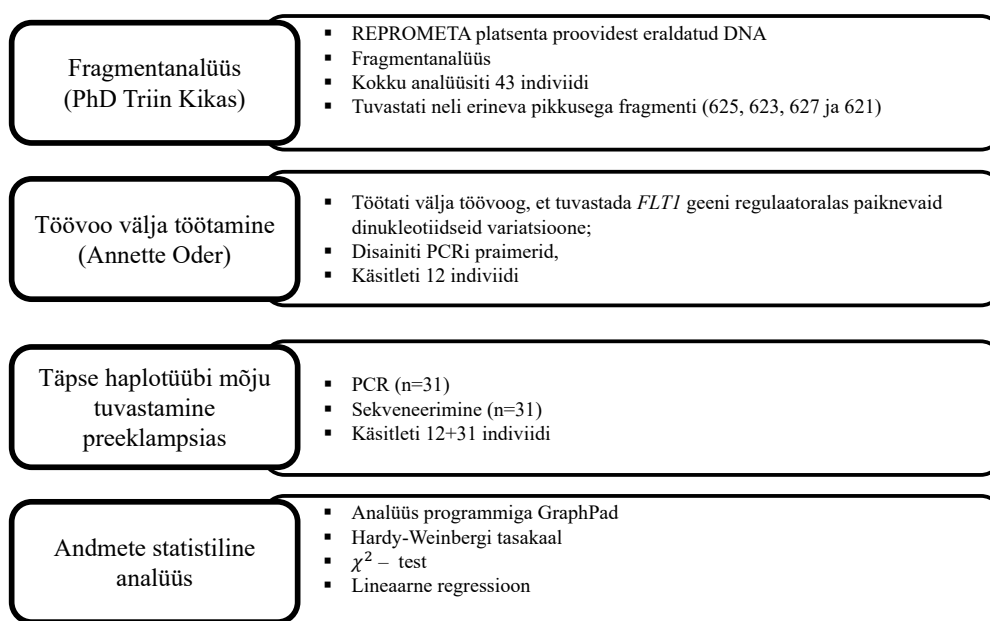 Fragmentanalüüs
(PhD Triin Kikas)
▪ REPROMETA platsenta proovidest eraldatud DNA
▪ Fragmentanalüüs
▪ Kokku analüüsiti 43 indiviidi
▪ Tuvastati neli erineva pikkusega fragmenti (625, 623, 627 ja 621)
Töövoo välja töötamine
(Annette Oder)
▪ Töötati välja töövoog, et tuvastada FLT1 geeni regulaatoralas paiknevaid
dinukleotiidseid variatsioone;
▪ Disainiti PCRi praimerid,
▪ Käsitleti 12 indiviidi
Täpse haplotüübi mõju
tuvastamine
preeklampsias
▪ PCR (n=31)
▪ Sekveneerimine (n=31)
▪ Käsitleti 12+31 indiviidi
Andmete statistiline
analüüs
▪ Analüüs programmiga GraphPad
▪ Hardy-Weinbergi tasakaal
▪ χ² – test
▪ Lineaarne regressioon